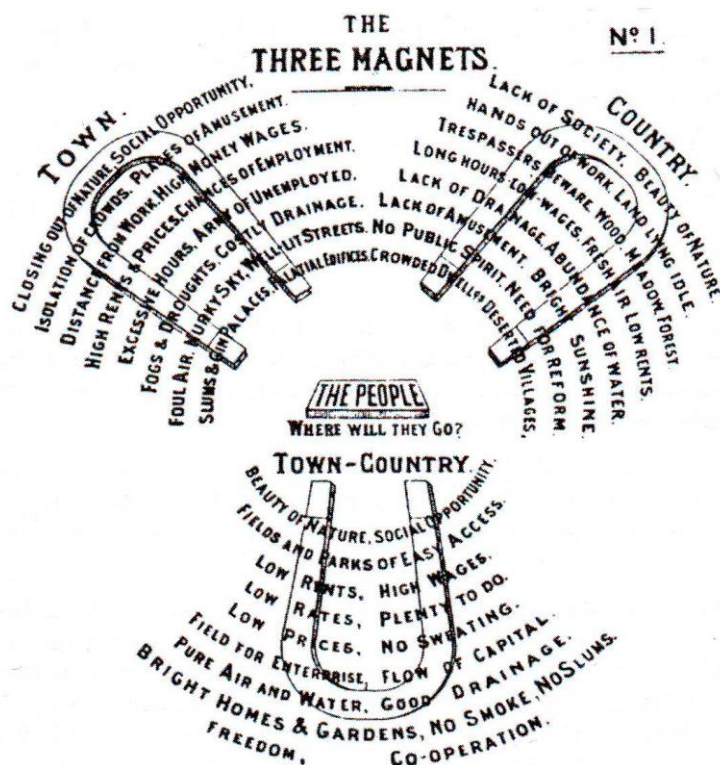 THE
THREE MAGNETS.
Nº 1.
TOWN.
CLOSING OUT OF NATURE. SOCIAL OPPORTUNITY.
ISOLATION OF CROWDS. PLACES OF AMUSEMENT.
DISTANCE FROM WORK. HIGH MONEY WAGES.
HIGH RENTS & PRICES. CHANCES OF EMPLOYMENT.
EXCESSIVE HOURS. ARMY OF UNEMPLOYED.
FOGS & DROUGHTS. COSTLY DRAINAGE.
FOUL AIR. MURKY SKY. WELL-LIT STREETS.
SLUMS & GIN PALACES. PALATIAL EDIFICES.
COUNTRY.
LACK OF SOCIETY. BEAUTY OF NATURE.
HANDS OUT OF WORK. LAND LYING IDLE.
TRESPASSERS BEWARE. WOOD, MEADOW, FOREST.
LONG HOURS-LOW WAGES. FRESH AIR. LOW RENTS.
LACK OF DRAINAGE. ABUNDANCE OF WATER.
LACK OF AMUSEMENT. BRIGHT SUNSHINE.
NO PUBLIC SPIRIT. NEED FOR REFORM.
CROWDED DWELLGS DESERTED VILLAGES,
THE PEOPLE
WHERE WILL THEY GO?
TOWN-COUNTRY.
BEAUTY OF NATURE, SOCIAL OPPORTUNITY.
FIELDS AND PARKS OF EASY ACCESS.
LOW RENTS, HIGH WAGES.
LOW RATES, PLENTY TO DO.
LOW PRICES, NO SWEATING.
FIELD FOR ENTERPRISE, FLOW OF CAPITAL.
PURE AIR AND WATER, GOOD DRAINAGE.
BRIGHT HOMES & GARDENS, NO SMOKE, NO SLUMS.
FREEDOM, CO-OPERATION.